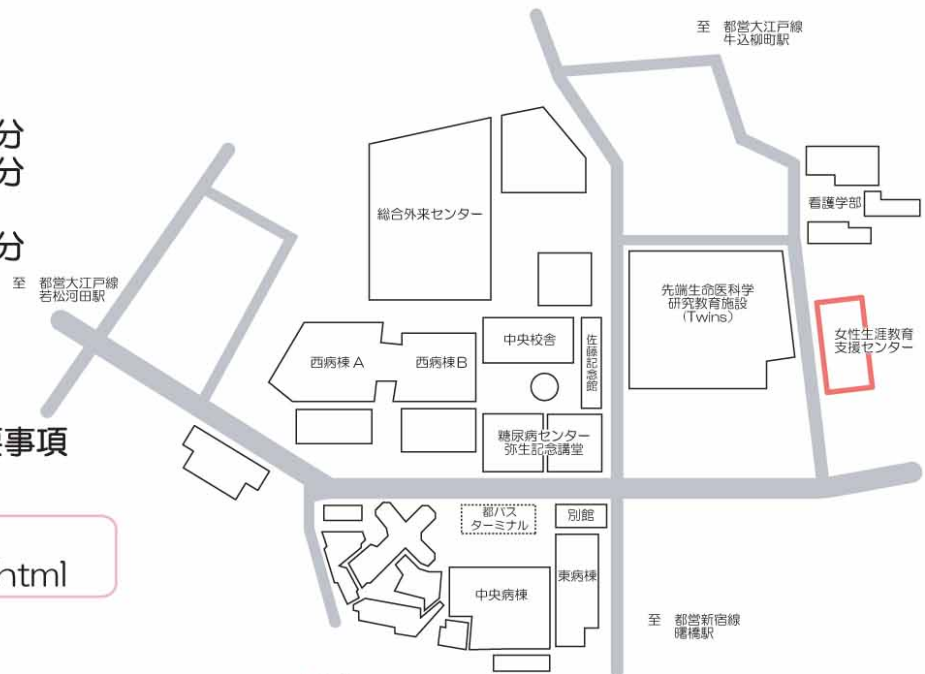 至 都営大江戸線
牛込柳町駅
分
分
分
総合外来センター
看護学部
至 都営大江戸線
若松河田駅
先端生命医科学
研究教育施設
(Twins)
女性生涯教育
支援センター
中央校舎
佐藤記念館
西病棟A
西病棟B
糖尿病センター
弥生記念講堂
事項
都バス
ターミナル
別館
html
中央病棟
東病棟
至 都営新宿線
曙橋駅